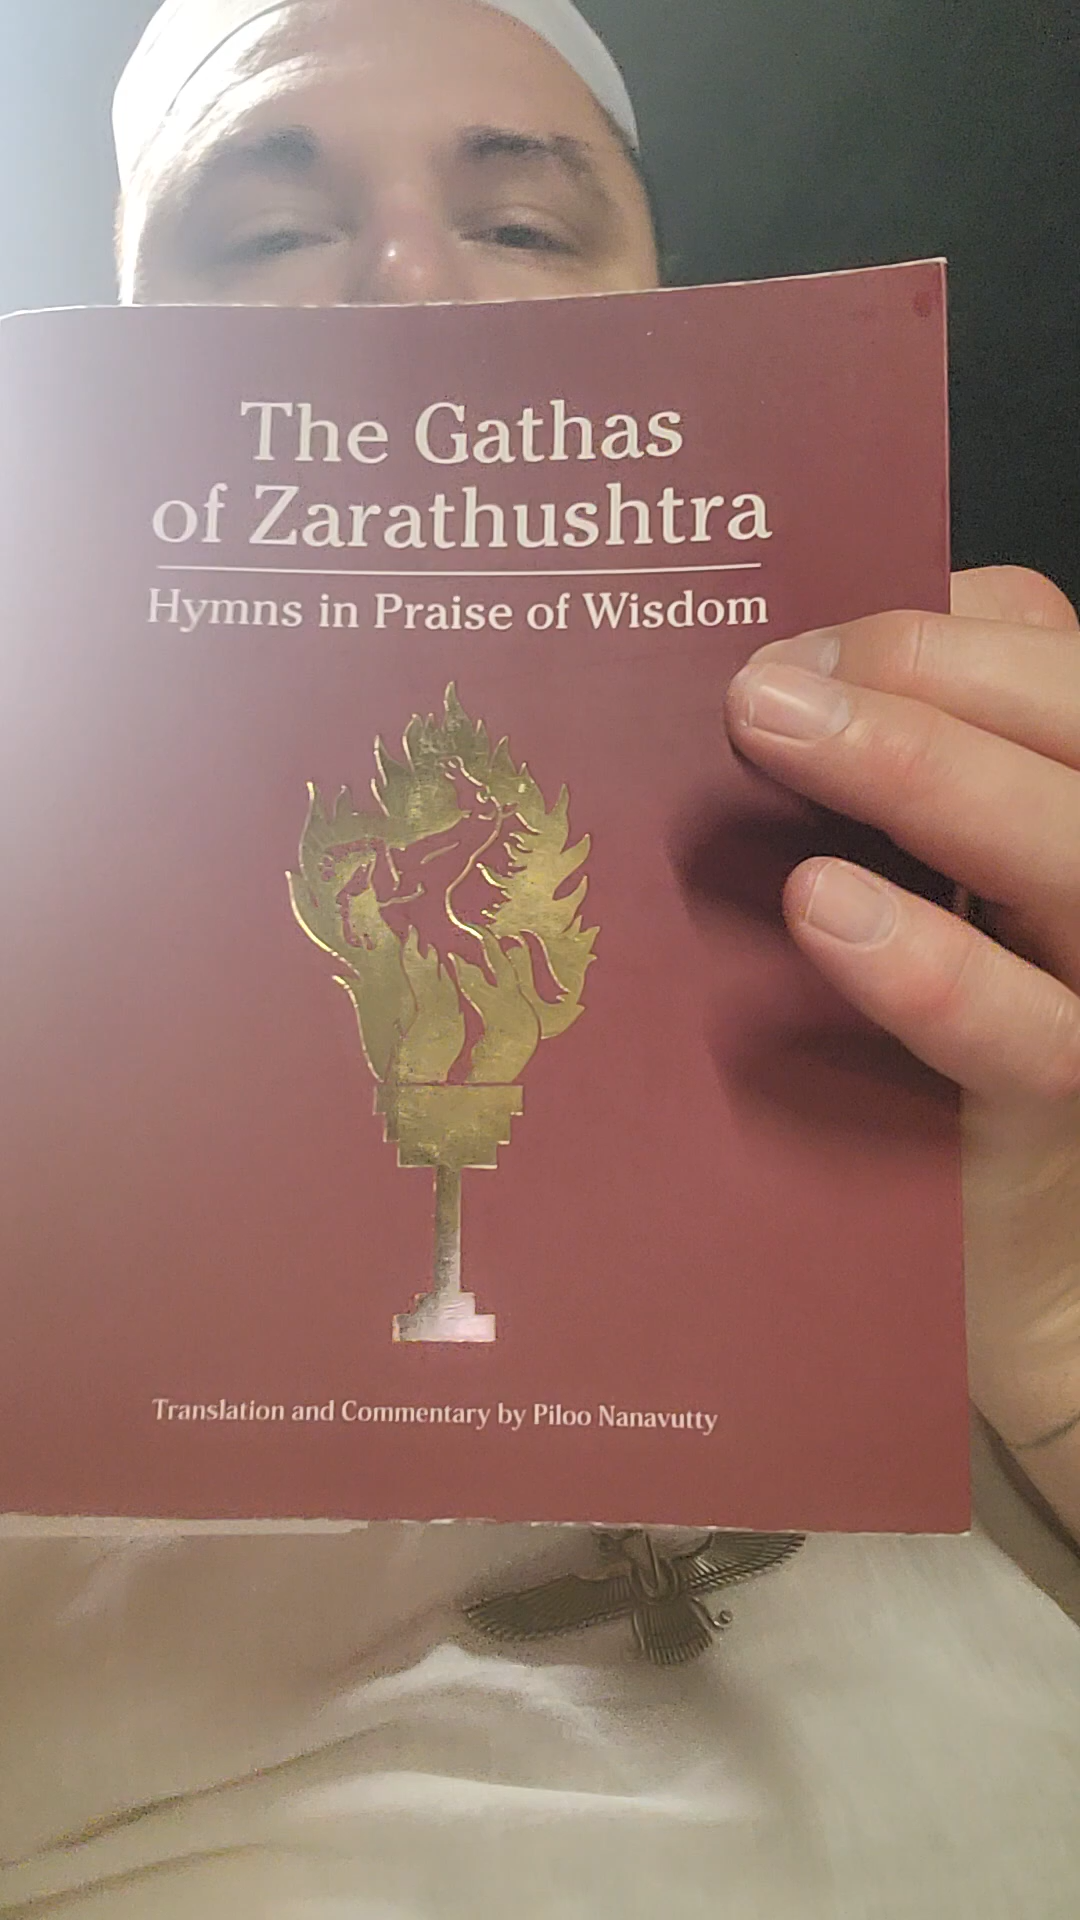 The Gathas
of Zarathushtra
Hymns in Praise of Wisdom
Translation and Commentary by Piloo Nanavutty